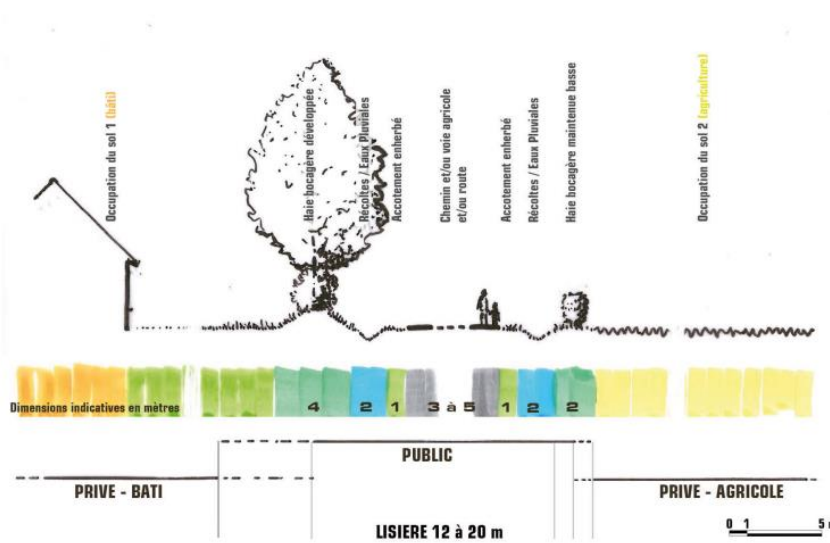 Occupation du sol 1 (bâti)
Haie bocagère développée
Récoltes / Eaux Pluviales
Accotement enherbé
Chemin et/ou voie agricole
et/ou route
Accotement enherbé
Récoltes / Eaux Pluviales
Haie bocagère maintenue basse
Occupation du sol 2 (agriculture)
Dimensions indicatives en mètres 4 2 1 3 à 5 1 2 2
PUBLIC
PRIVE - BATI
PRIVE - AGRICOLE
LISIERE 12 à 20 m
0 1 5